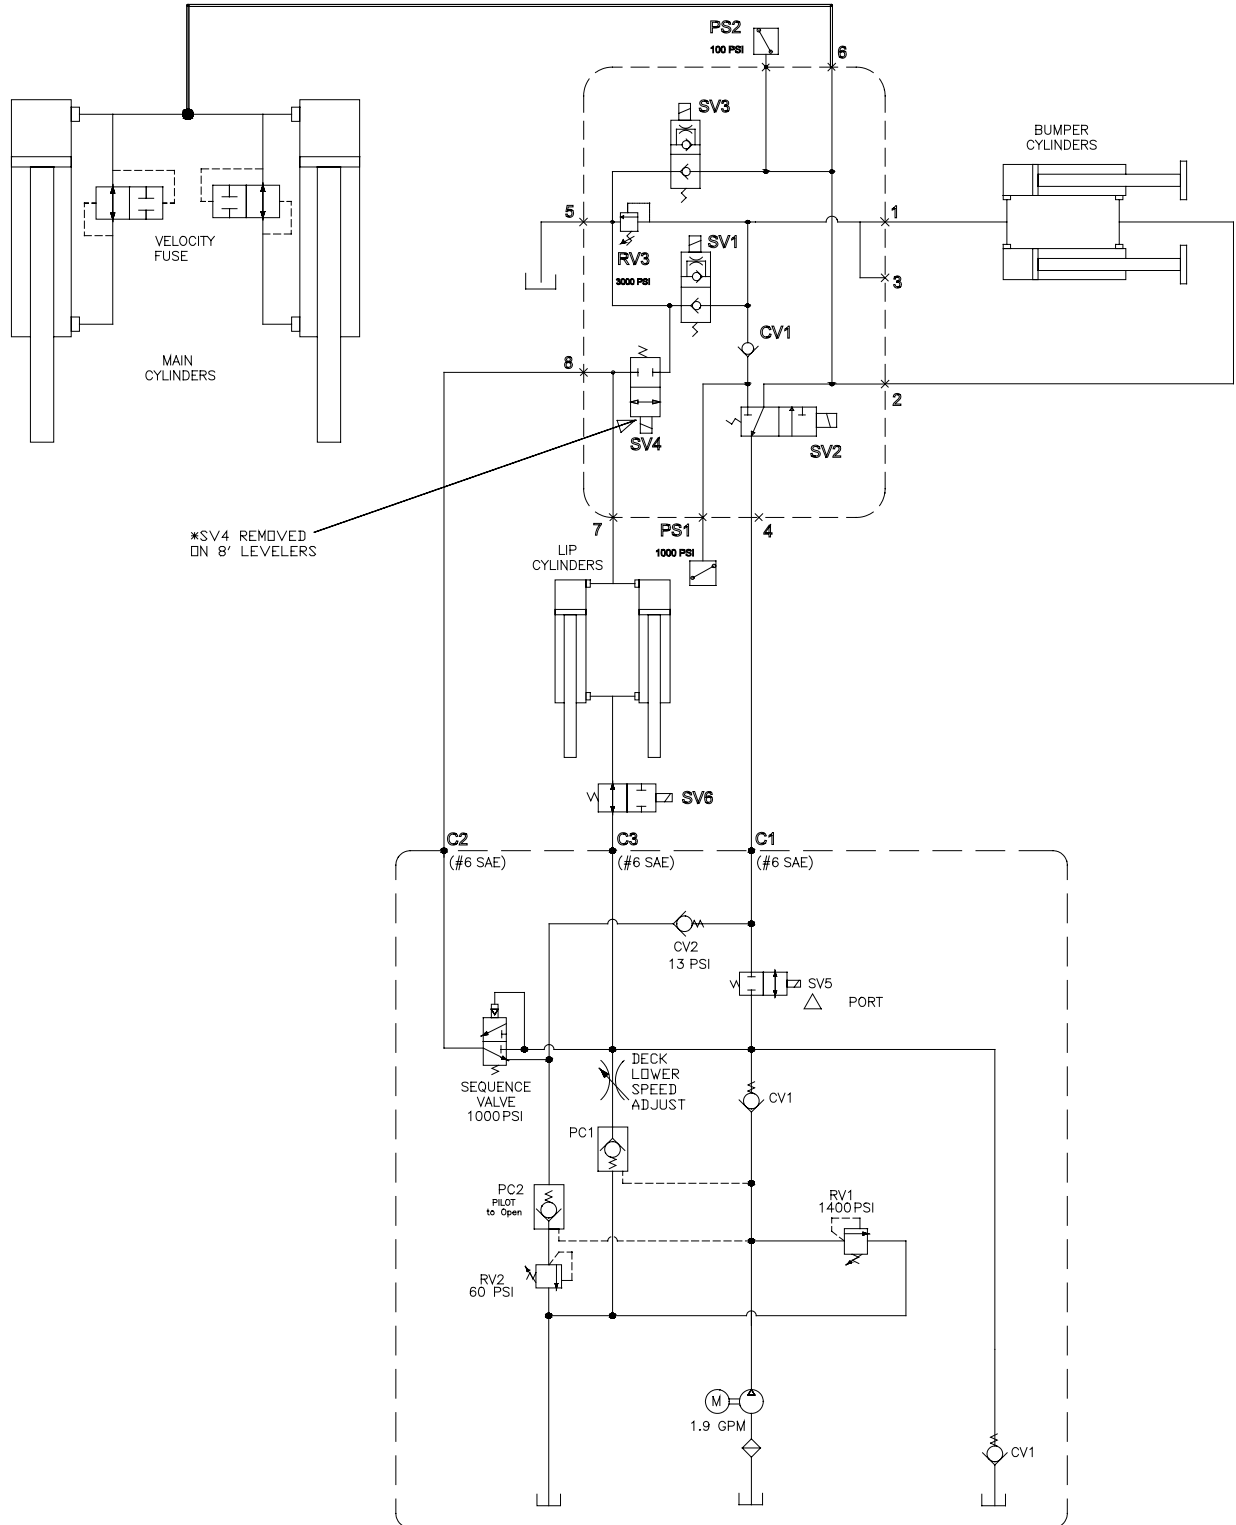 PS2
100 PSI
6
SV3
BUMPER
CYLINDERS
5
1
VELOCITY
FUSE
SV1
RV3
3000 PSI
3
CV1
MAIN
CYLINDERS
8
2
SV4
SV2
*SV4 REMOVED
ON 8' LEVELERS
7
PS1
4
1000 PSI
LIP
CYLINDERS
SV6
C2
C3
C1
(#6 SAE)
(#6 SAE)
(#6 SAE)
CV2
13 PSI
SV5
PORT
DECK
LOWER
SPEED
ADJUST
SEQUENCE
VALVE
1000PSI
CV1
PC1
PC2
PILOT
to Open
RV1
1400PSI
RV2
60 PSI
M
1.9 GPM
CV1